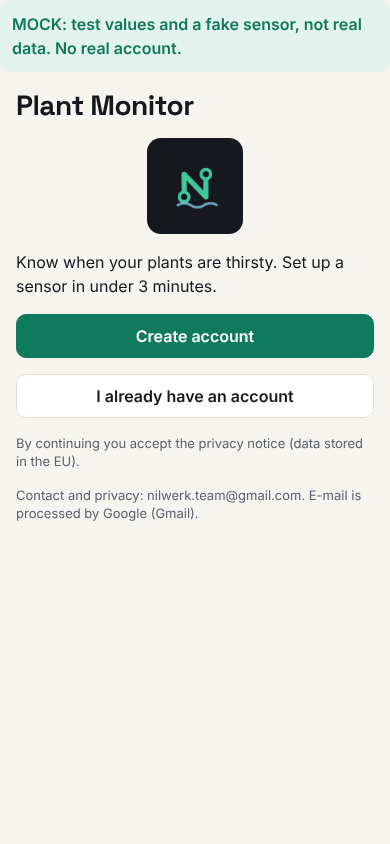 MOCK: test values and a fake sensor, not real
data. No real account.
Plant Monitor
Know when your plants are thirsty. Set up a
sensor in under 3 minutes.
Create account
I already have an account
By continuing you accept the privacy notice (data stored
in the EU).
Contact and privacy: nilwerk.team@gmail.com. E-mail is
processed by Google (Gmail).